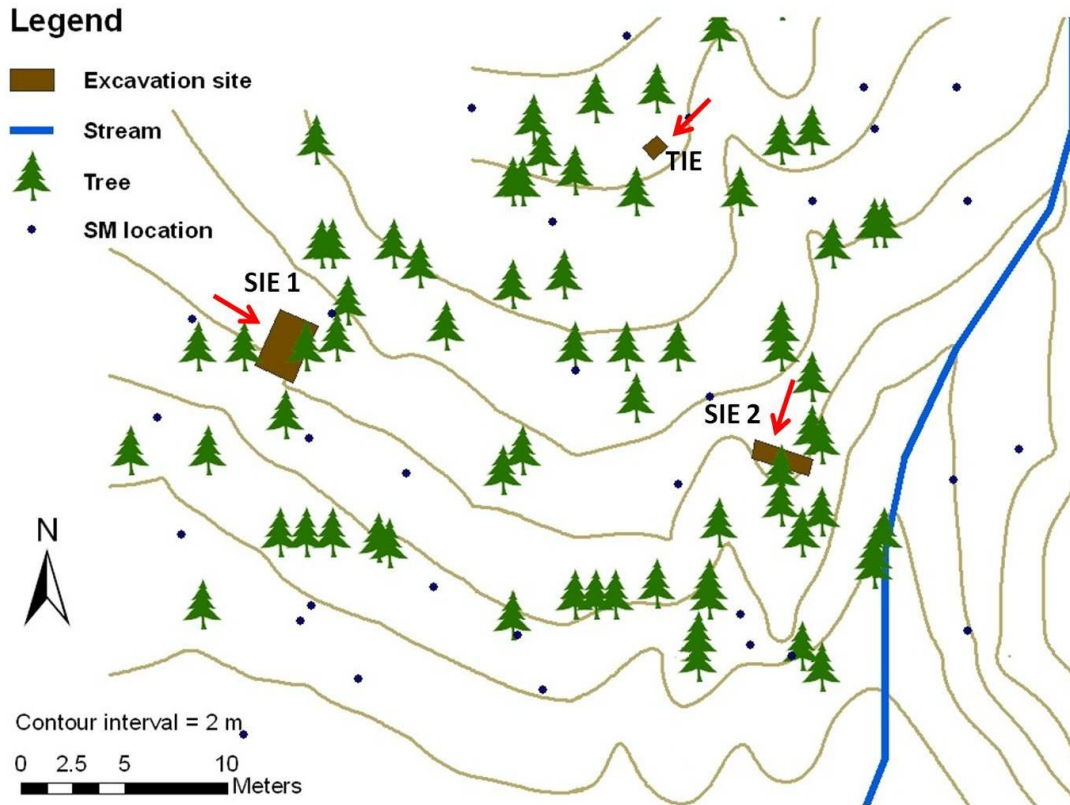 Legend
Excavation site
Stream
Tree
SM location
TIE
SIE 1
SIE 2
N
Contour interval = 2 m
0 2.5 5 10
Meters